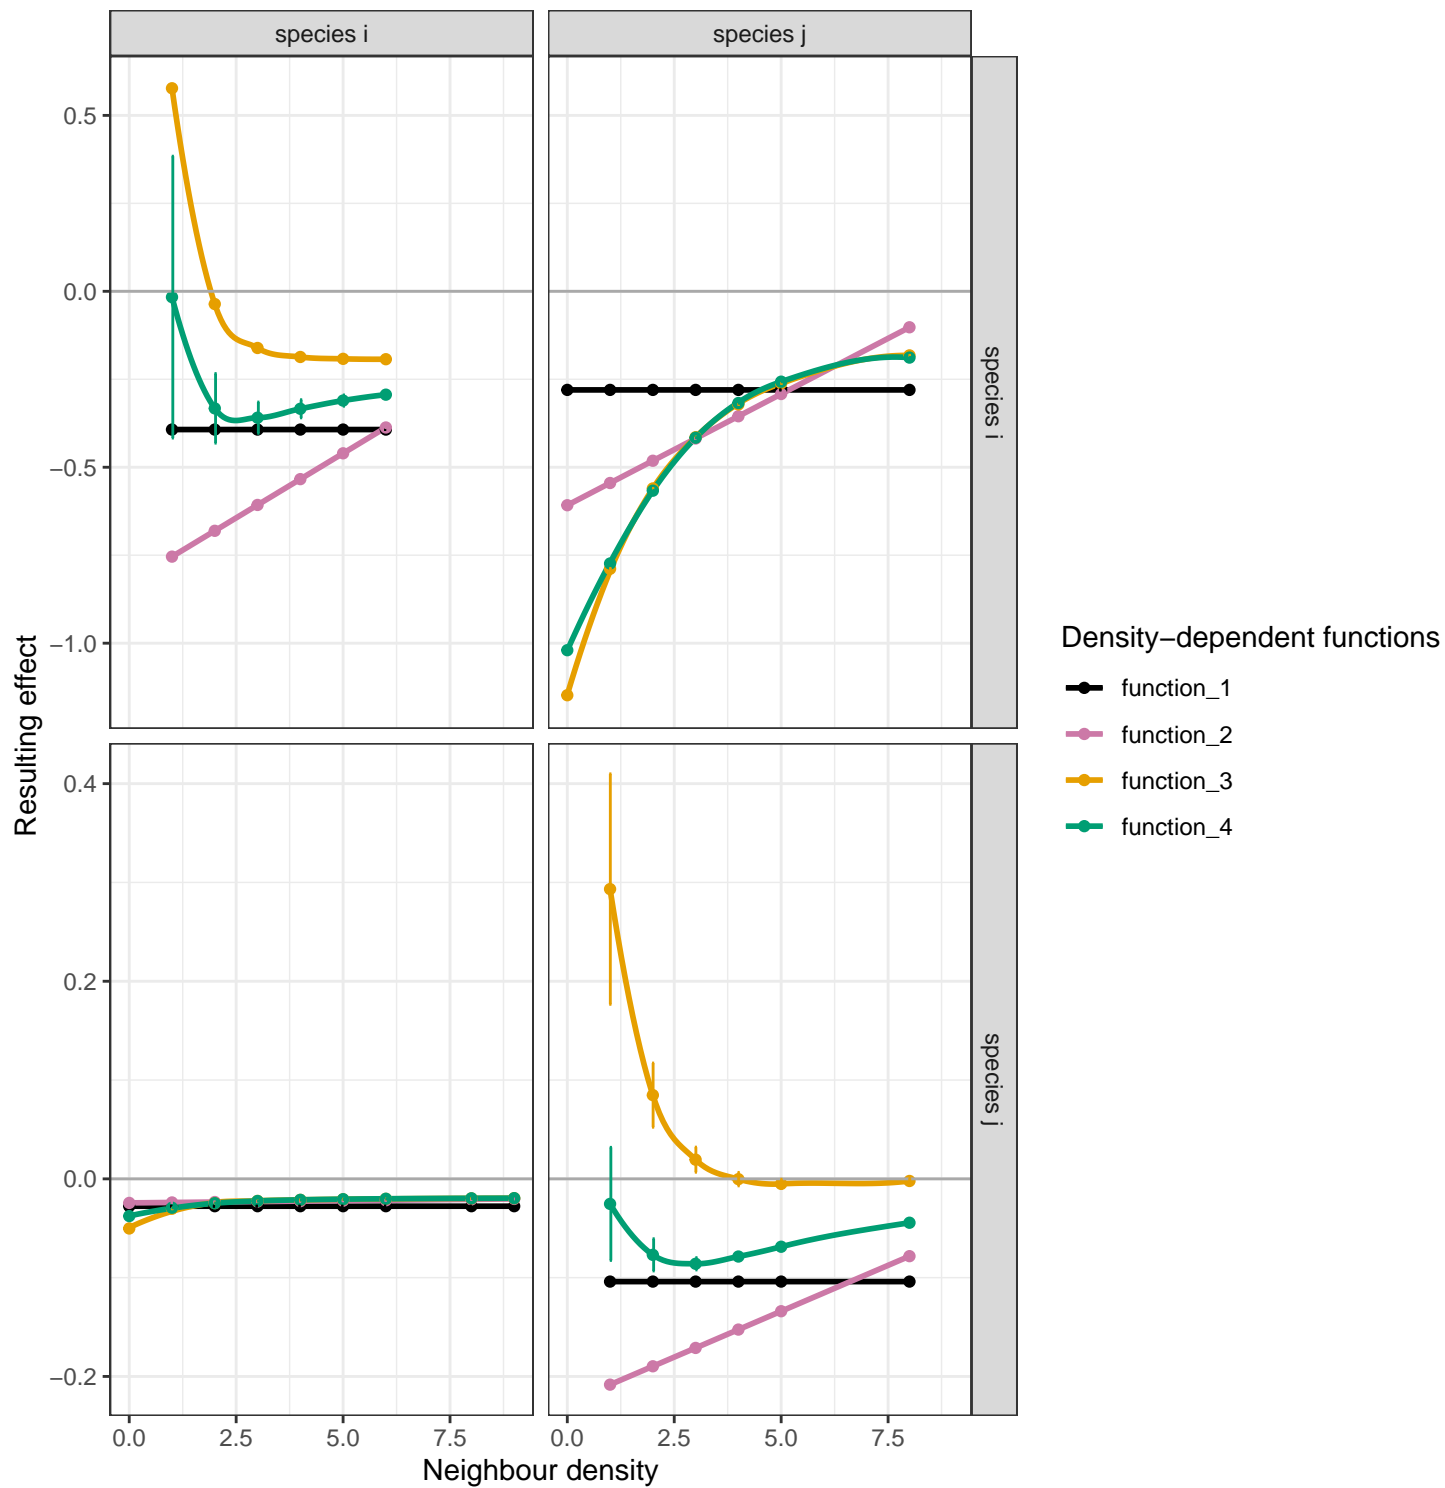 species i
species j
0.5
0.0
−0.5
−1.0
species i
0.4
0.2
0.0
−0.2
species j
0.0
2.5
5.0
7.5
0.0
2.5
5.0
7.5
Neighbour density
Resulting effect
Density−dependent functions
function_1
function_2
function_3
function_4